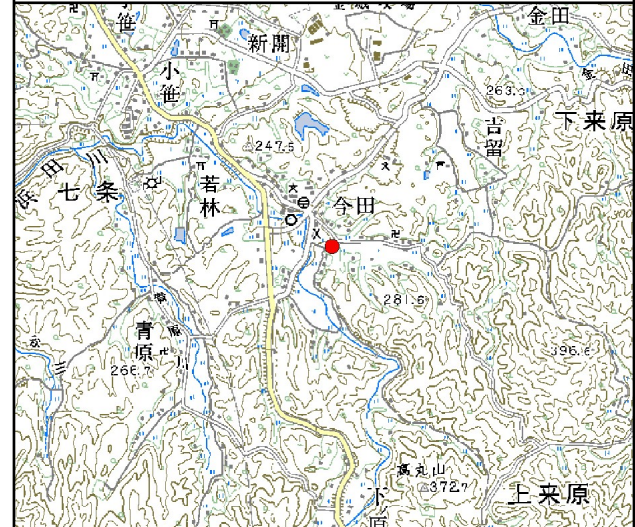 金田
新開
小笹
263.
吉留
下来原
247.5
浜田川
七条
若林
今田
281.6
青原
266.7
396.6
高丸山
372.7
上来原